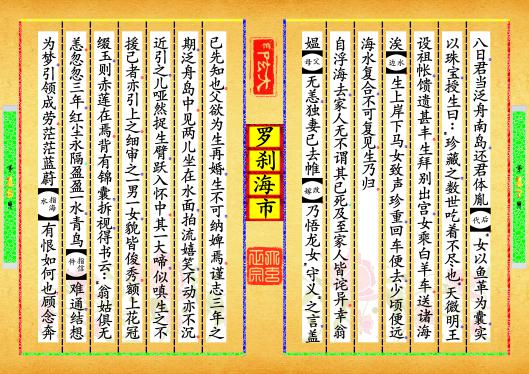 八日君当泛舟南岛还君体胤【后代】。女以鱼革为囊实
以珠宝授生曰：珍藏之数世吃着不尽也。天微明王
设祖帐馈遗甚丰生拜别出宫女乘白羊车送诸海
涘【水边】生上岸下马女致声珍重回车便去少顷便远
海水复合不可复见生乃归
自浮海去家人无不谓其已死及至家人皆诧异幸翁
媪【父母】无恙独妻已去帷【改嫁】乃悟龙女“守义”之言盖
罗刹海市
已先知也父欲为生再婚生不可纳婢焉谨志三年之
期泛舟岛中见两儿坐在水面拍流嬉笑不动亦不沉
近引之儿哑然捉生臂跃入怀中其一大啼似嗔生之不
援己者亦引上之细审之一男一女貌皆俊秀额上花冠
缀玉则赤莲在焉背有锦囊拆视得书云：翁姑俱无
恙忽忽三年红尘永隔盈盈一水青鸟【指信件】难通结想
为梦引领成劳茫茫蓝蔚【指海水】有恨如何也顾念奔